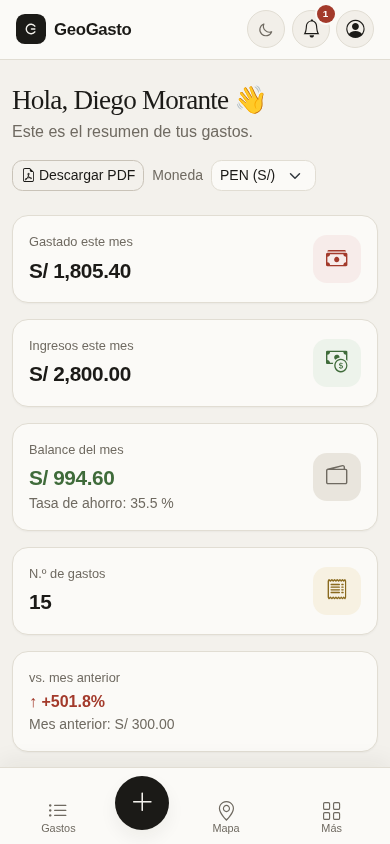 GeoGasto
1
Hola, Diego Morante 👋
Este es el resumen de tus gastos.
Descargar PDF Moneda PEN (S/)
Gastado este mes
S/ 1,805.40
Ingresos este mes
S/ 2,800.00
Balance del mes
S/ 994.60
Tasa de ahorro: 35.5 %
N.º de gastos
15
vs. mes anterior
↑ +501.8%
Mes anterior: S/ 300.00
Gastos
Mapa
Más